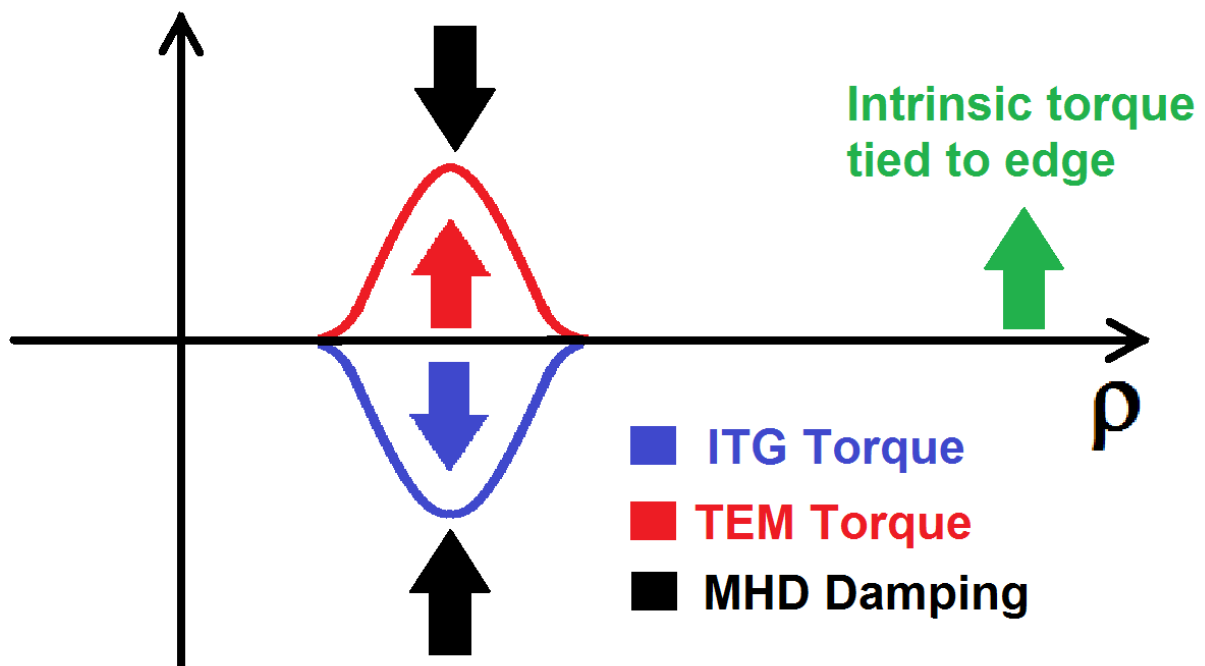 Intrinsic torque
tied to edge
ρ
ITG Torque
TEM Torque
MHD Damping